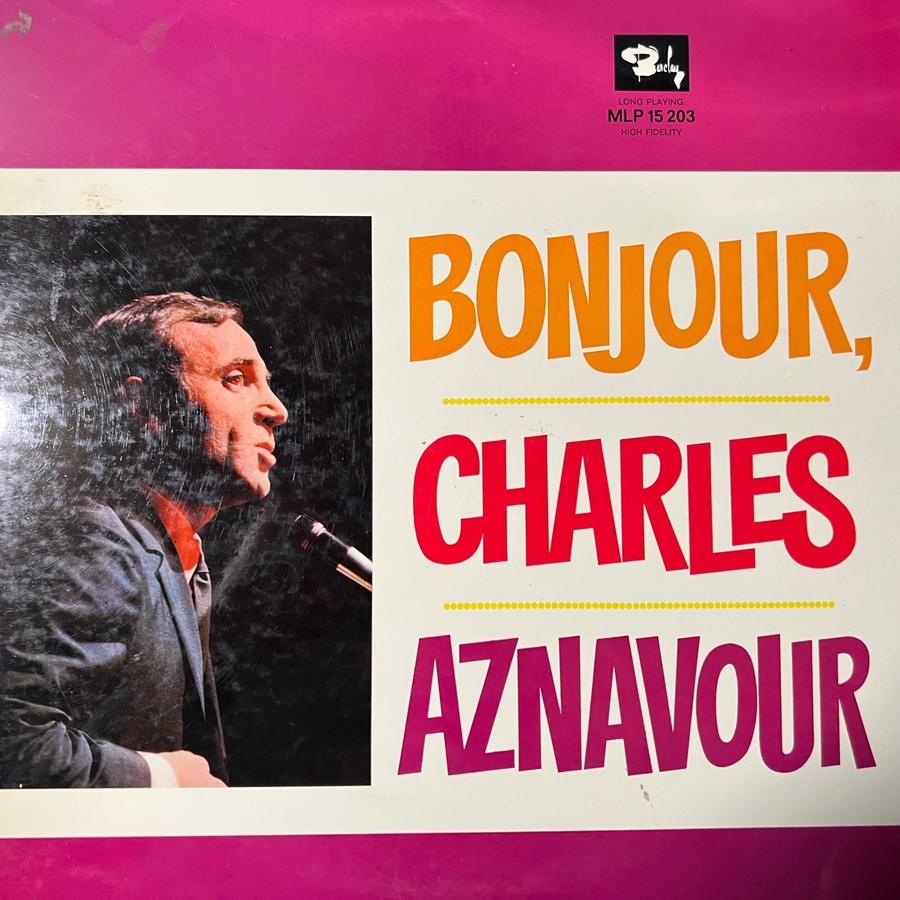 Barclay
LONG PLAYING
MLP 15 203
HIGH FIDELITY
BONJOUR,
CHARLES
AZNAVOUR